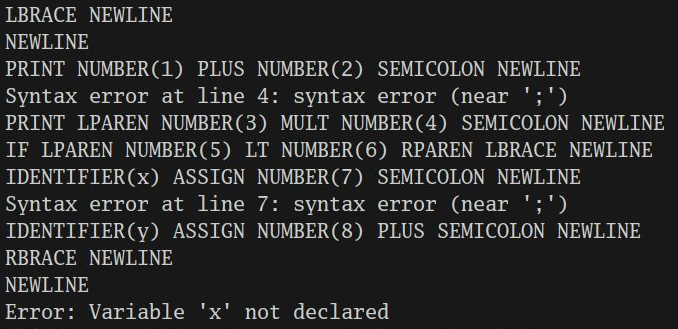 LBRACE NEWLINE
NEWLINE
PRINT NUMBER(1) PLUS NUMBER(2) SEMICOLON NEWLINE
Syntax error at line 4: syntax error (near ';')
PRINT LPAREN NUMBER(3) MULT NUMBER(4) SEMICOLON NEWLINE
IF LPAREN NUMBER(5) LT NUMBER(6) RPAREN LBRACE NEWLINE
IDENTIFIER(x) ASSIGN NUMBER(7) SEMICOLON NEWLINE
Syntax error at line 7: syntax error (near ';')
IDENTIFIER(y) ASSIGN NUMBER(8) PLUS SEMICOLON NEWLINE
RBRACE NEWLINE
NEWLINE
Error: Variable 'x' not declared